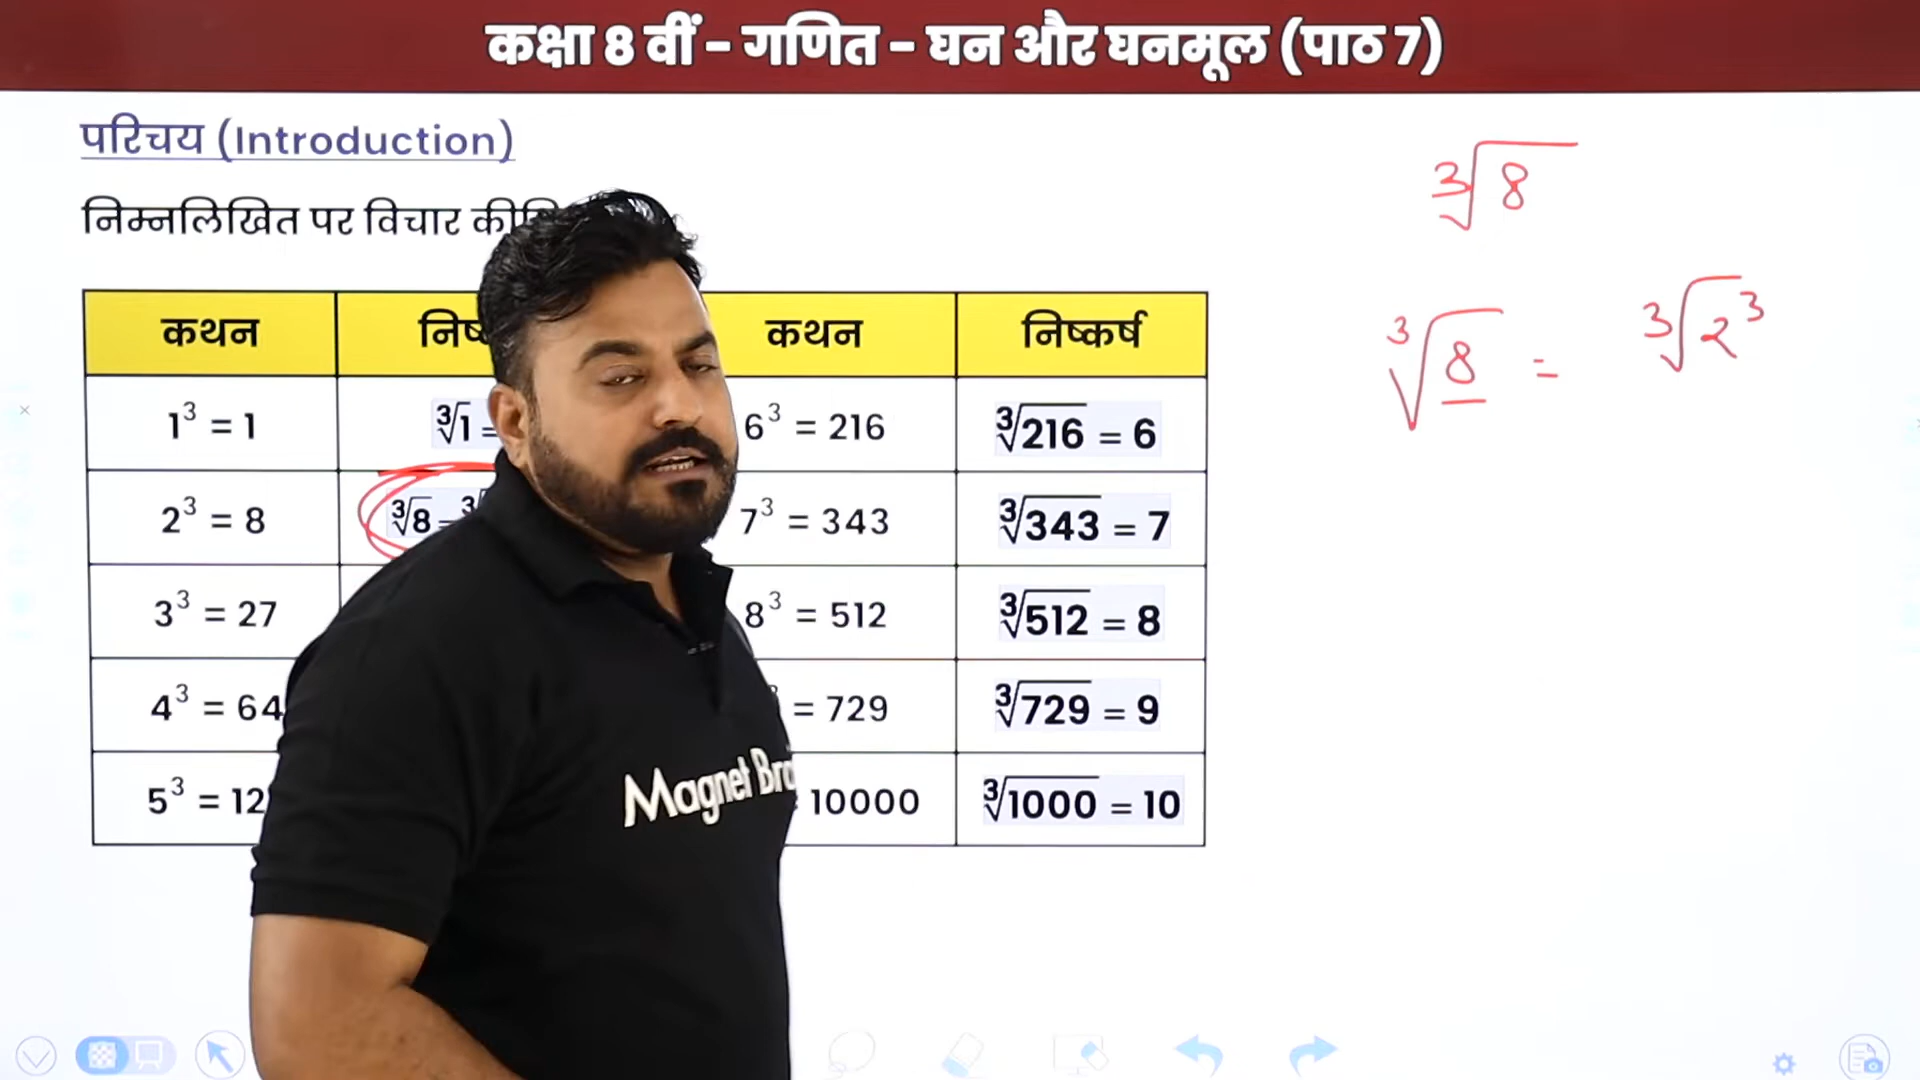 कक्षा 8 वीं – गणित – घन और घनमूल (पाठ 7)
परिचय (Introduction)
निम्नलिखित पर विचार
कथन कथन निष्कर्ष
1³ = 1 ∛1 = 6³ = 216 ∛216 = 6
2³ = 8 ∛8 = 7³ = 343 ∛343 = 7
3³ = 27 8³ = 512 ∛512 = 8
4³ = 64 = 729 ∛729 = 9
5³ = 12 10000 ∛1000 = 10
∛8
∛8 = ∛2³
Magnet